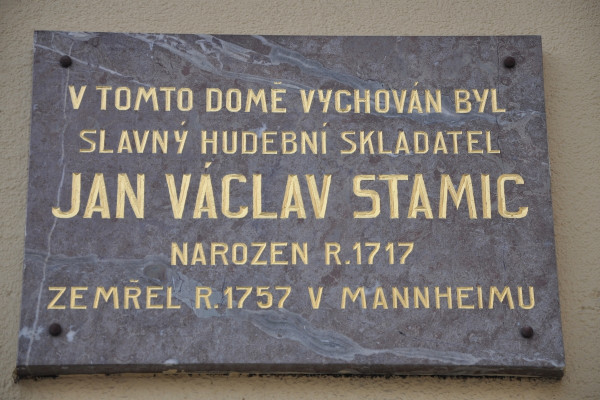 V TOMTO DOMĚ VYCHOVÁN BYL
SLAVNÝ HUDEBNÍ SKLADATEL
JAN VÁCLAV STAMIC
NAROZEN R.1717
ZEMŘEL R.1757 V MANNHEIMU